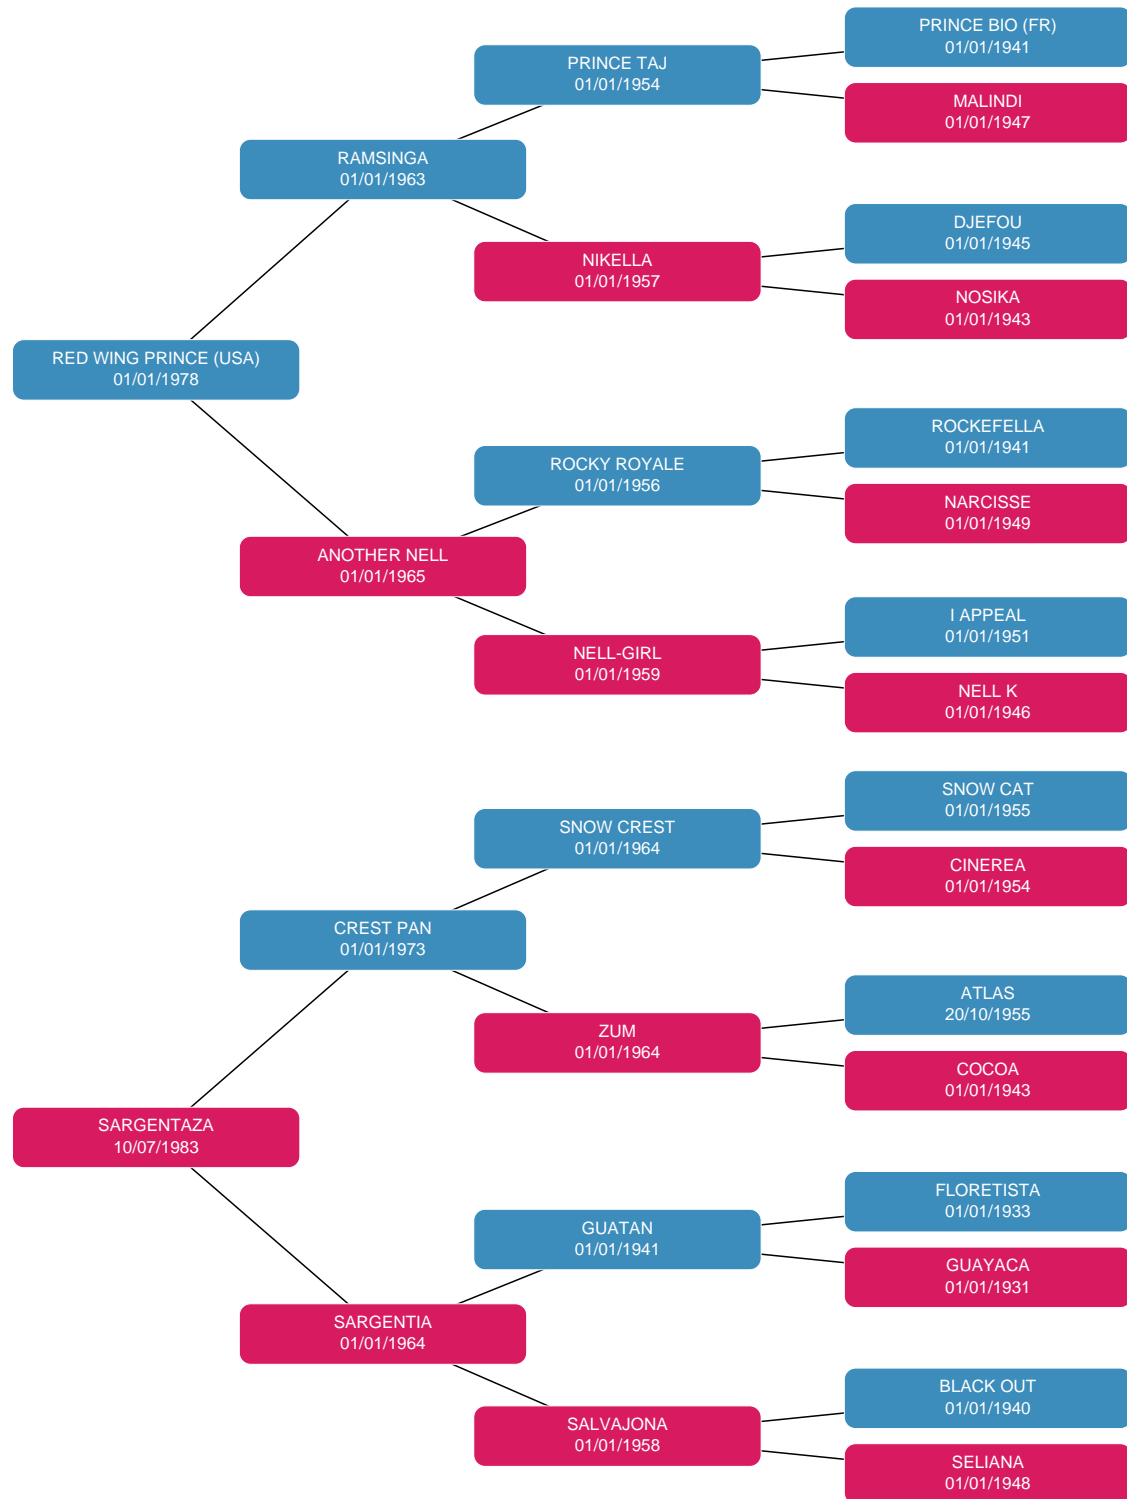 PRINCE BIO (FR)
01/01/1941
PRINCE TAJ
01/01/1954
MALINDI
01/01/1947
RAMSINGA
01/01/1963
DJEFOU
01/01/1945
NIKELLA
01/01/1957
NOSIKA
01/01/1943
RED WING PRINCE (USA)
01/01/1978
ROCKEFELLA
01/01/1941
ROCKY ROYALE
01/01/1956
NARCISSE
01/01/1949
ANOTHER NELL
01/01/1965
I APPEAL
01/01/1951
NELL-GIRL
01/01/1959
NELL K
01/01/1946
SNOW CAT
01/01/1955
SNOW CREST
01/01/1964
CINEREA
01/01/1954
CREST PAN
01/01/1973
ATLAS
20/10/1955
ZUM
01/01/1964
COCOA
01/01/1943
SARGENTAZA
10/07/1983
FLORETISTA
01/01/1933
GUATAN
01/01/1941
GUAYACA
01/01/1931
SARGENTIA
01/01/1964
BLACK OUT
01/01/1940
SALVAJONA
01/01/1958
SELIANA
01/01/1948